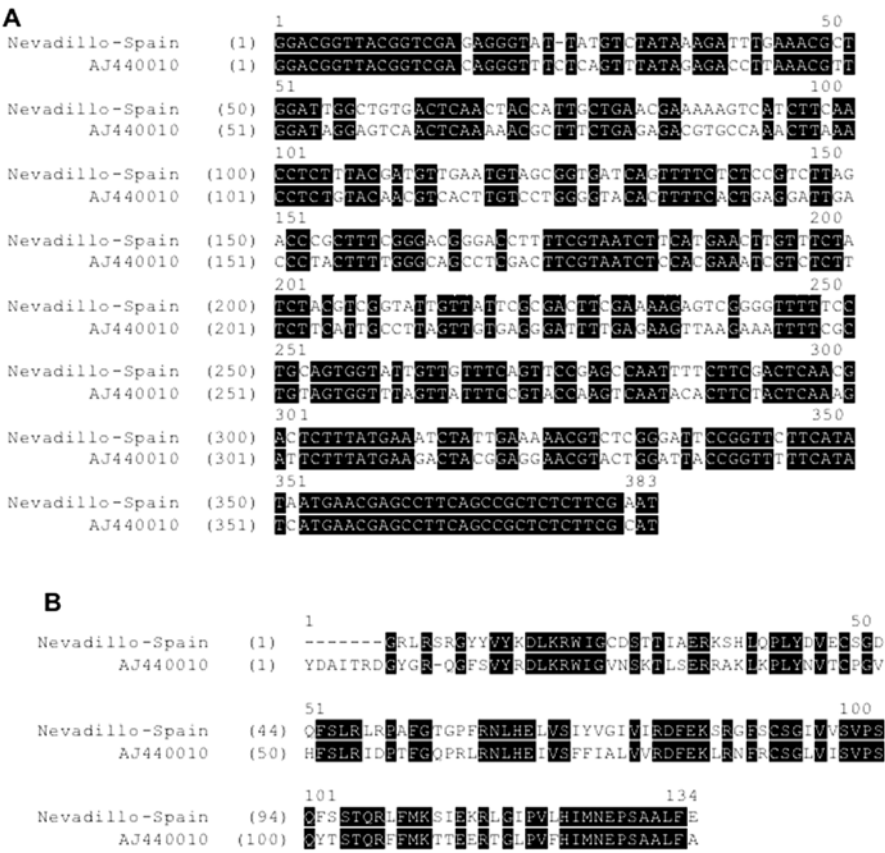 A
1 50
Nevadillo-Spain (1) GGACGGTTACGGTCGAGAGGGTAT-TATGTCTATAAAGATTTGAAACGCT
AJ440010 (1) GGACGGTTACGGTCGACAGGGTTTCTCAGTTTATAGAGACCTTAAACGTT
51 100
Nevadillo-Spain (50) GGATTGGCTGTGACTCAACTACCATTGCTGAACGAAAAAGTCATCTTCAA
AJ440010 (51) GGATAGGAGTCAACTCAAAAACGCTTTCTGAGAGACGTGCCAAACTTAAA
101 150
Nevadillo-Spain (100) CCTCTTTACGATGTTGAATGTAGCGGTGATCAGTTTTCTCTCCGTCTTAG
AJ440010 (101) CCTCTGTACAACGTCACTTGTCCTGGGGTACACTTTTCACTGAGGATTGA
151 200
Nevadillo-Spain (150) ACCCGCTTTCGGGACGGGACCTTTTCGTAATCTTCATGAACTTGTTTCTA
AJ440010 (151) CCCTACTTTTGGGCAGCCTCGACTTCGTAATCTCCACGAAATCGTCTCTT
201 250
Nevadillo-Spain (200) TCTACGTCGGTATTGTTATTCGCGACTTCGAAAAGAGTCGGGGTTTTTCC
AJ440010 (201) TCTTCATTGCCTTAGTTGTGAGGGATTTTGAGAAGTTAAGAAATTTTCGC
251 300
Nevadillo-Spain (250) TGCAGTGGTATTGTTGTTTCAGTTCCGAGCCAATTTTCTTCGACTCAACG
AJ440010 (251) TGTAGTGGTTTAGTTATTTCCGTACCAAGTCAATACACTTCTACTCAAAG
301 350
Nevadillo-Spain (300) ACTCTTTATGAAATCTATTGAAAAACGTCTCGGGATTCCGGTTCTTCATA
AJ440010 (301) ATTCTTTATGAAGACTACGGAGGAACGTACTGGATTACCGGTTTTTCATA
351 383
Nevadillo-Spain (350) TAATGAACGAGCCTTCAGCCGCTCTCTTCGAAT
AJ440010 (351) TCATGAACGAGCCTTCAGCCGCTCTCTTCGCAT
B
1 50
Nevadillo-Spain (1) -------GRLRSRGYYVYKDLKRWIGCDSTTIAERKSHLQPLYDVECSGD
AJ440010 (1) YDAITRDGYGR-QGFSVYRDLKRWIGVNSKTLSERRAKLKPLYNVTCPGV
51 100
Nevadillo-Spain (44) QFSLRLRPAFGTGPFRNLHELVSIYVGIVIRDFEKSRGFSCSGIVVSVPS
AJ440010 (50) HFSLRIDPTFGQPRLRNLHEIVSFFIALVVRDFEKLRNFRCSGLVISVPS
101 134
Nevadillo-Spain (94) QFSSTQRLFMKSIEKRLGIPVLHIMNEPSAALFE
AJ440010 (100) QYTSTQRFFMKTTEERTGLPVFHIMNEPSAALFA